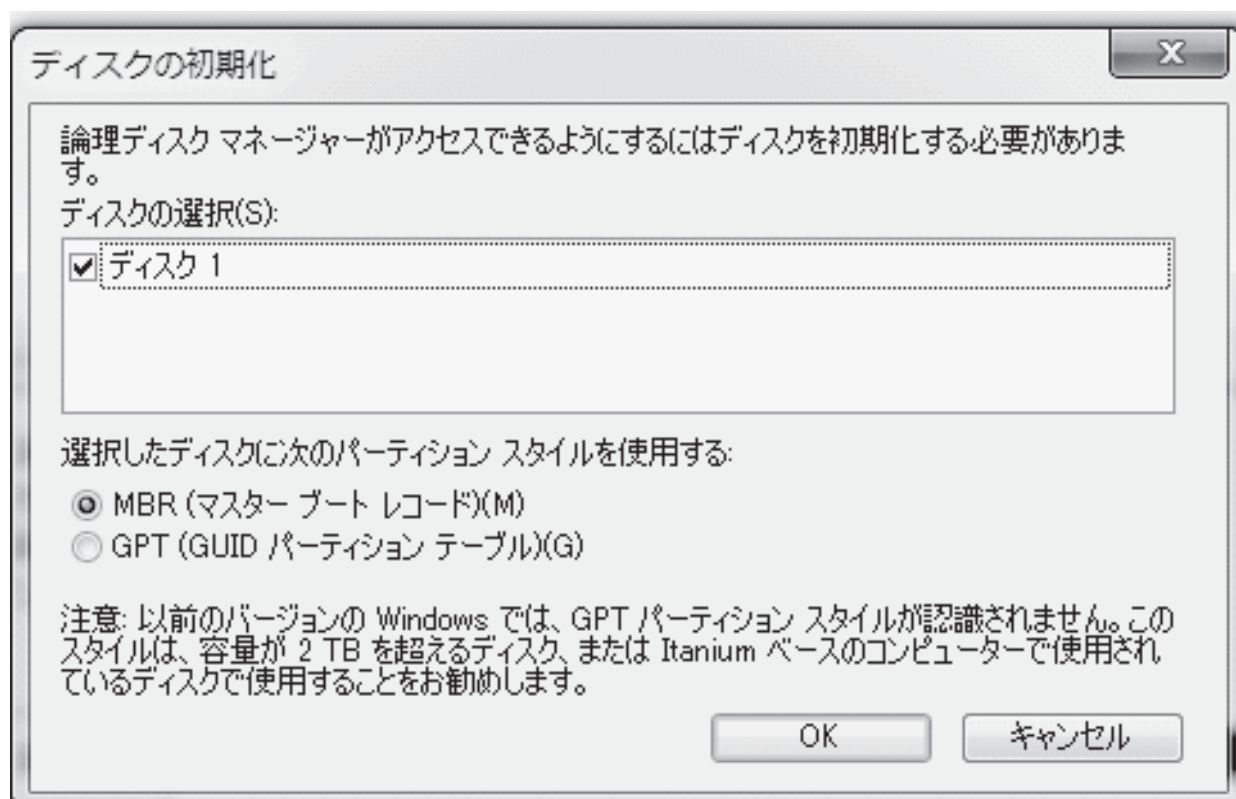 ディスクの初期化
論理ディスク マネージャーがアクセスできるようにするにはディスクを初期化する必要がありま
す。
ディスクの選択(S):
ディスク 1
選択したディスクに次のパーティション スタイルを使用する:
MBR (マスター ブート レコード)(M)
GPT (GUID パーティション テーブル)(G)
注意: 以前のバージョンの Windows では、GPT パーティション スタイルが認識されません。この
スタイルは、容量が 2 TB を超えるディスク、または Itanium ベースのコンピューターで使用され
ているディスクで使用することをお勧めします。
OK
キャンセル